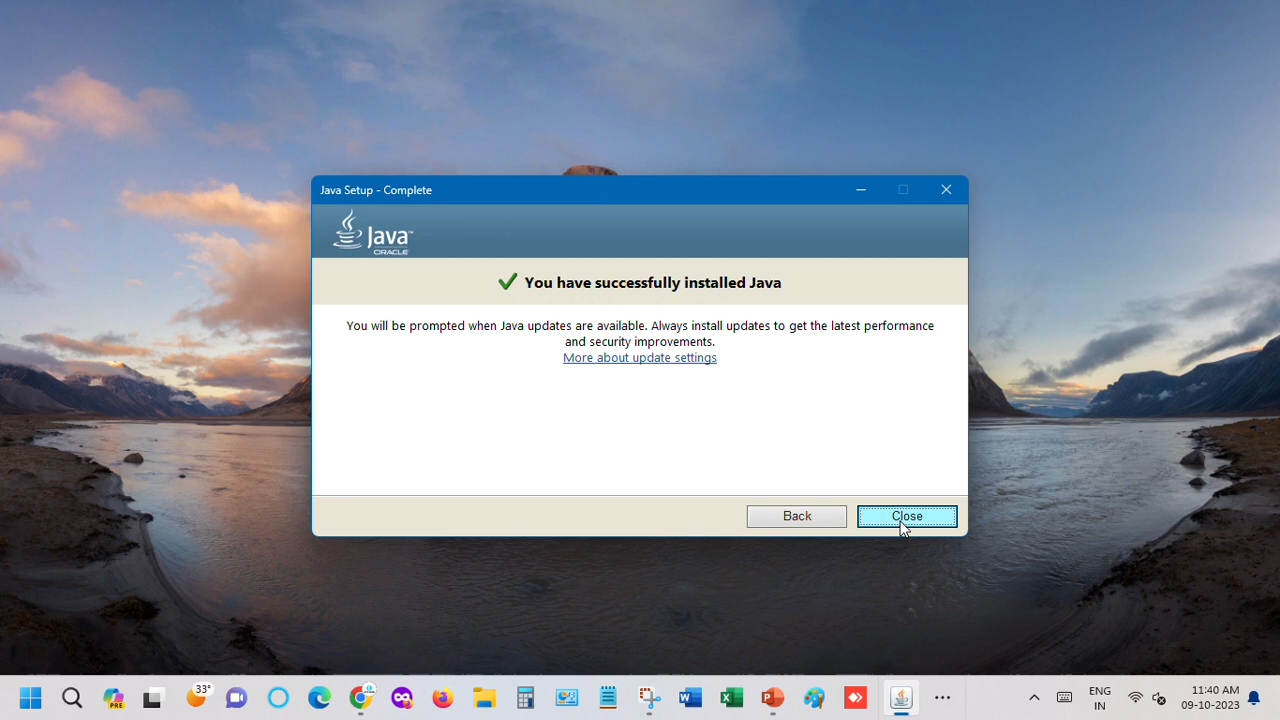 Java Setup - Complete
Java™
ORACLE
You have successfully installed Java
You will be prompted when Java updates are available. Always install updates to get the latest performance
and security improvements.
More about update settings
Back
Close
33°
PRE
ENG
IN
11:40 AM
09-10-2023